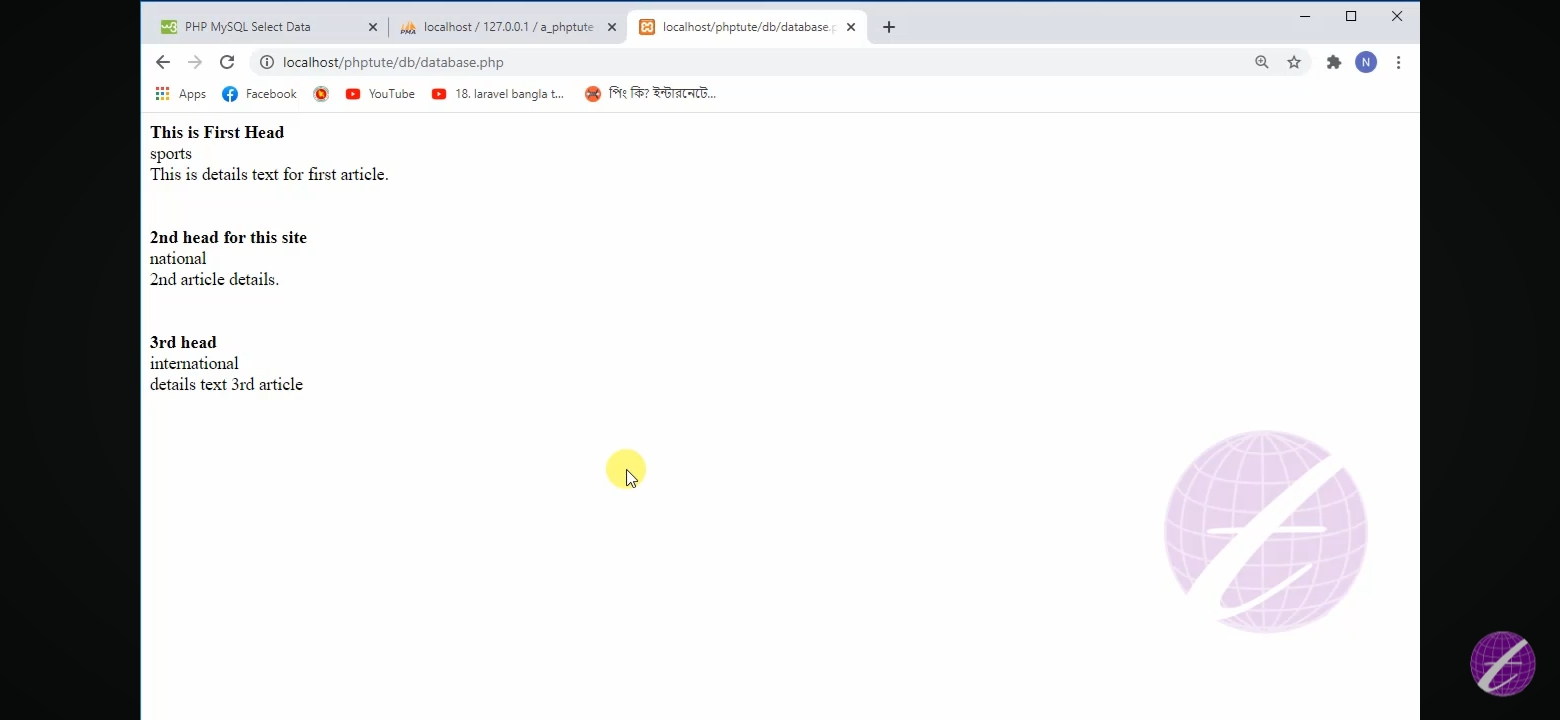 PHP MySQL Select Data
localhost / 127.0.0.1 / a_phptute
localhost/phptute/db/database.p
localhost/phptute/db/database.php
N
Apps
Facebook
YouTube
18. laravel bangla t...
পিং কি? ইন্টারনেটে...
This is First Head
sports
This is details text for first article.
2nd head for this site
national
2nd article details.
3rd head
international
details text 3rd article